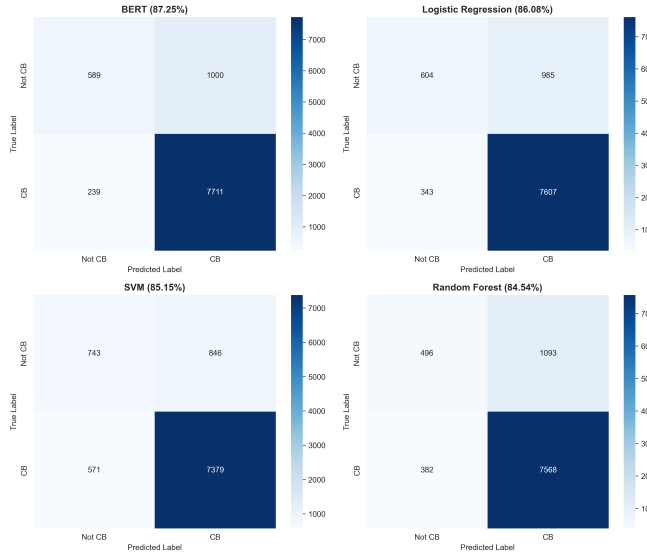 BERT (87.25%)
Not CB
CB
True Label
589
1000
239
7711
Not CB
CB
Predicted Label
7000
6000
5000
4000
3000
2000
1000
Logistic Regression (86.08%)
Not CB
CB
True Label
604
985
343
7607
Not CB
CB
Predicted Label
SVM (85.15%)
Not CB
CB
True Label
743
846
571
7379
Not CB
CB
Predicted Label
7000
6000
5000
4000
3000
2000
1000
Random Forest (84.54%)
Not CB
CB
True Label
496
1093
382
7568
Not CB
CB
Predicted Label